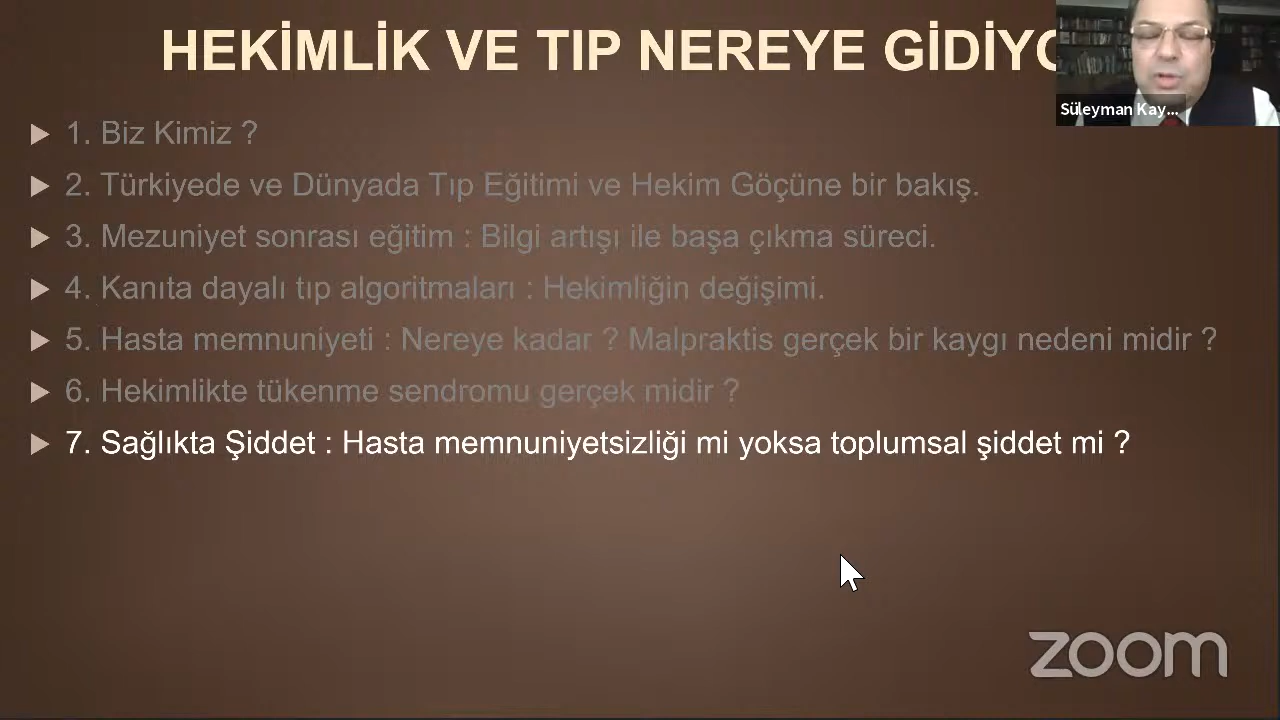 HEKİMLİK VE TIP NEREYE GİDİYO
Süleyman Kay...
1. Biz Kimiz ?
2. Türkiyede ve Dünyada Tıp Eğitimi ve Hekim Göçüne bir bakış.
3. Mezuniyet sonrası eğitim : Bilgi artışı ile başa çıkma süreci.
4. Kanıta dayalı tıp algoritmaları : Hekimliğin değişimi.
5. Hasta memnuniyeti : Nereye kadar ? Malpraktis gerçek bir kaygı nedeni midir ?
6. Hekimlikte tükenme sendromu gerçek midir ?
7. Sağlıkta Şiddet : Hasta memnuniyetsizliği mi yoksa toplumsal şiddet mi ?
zoom